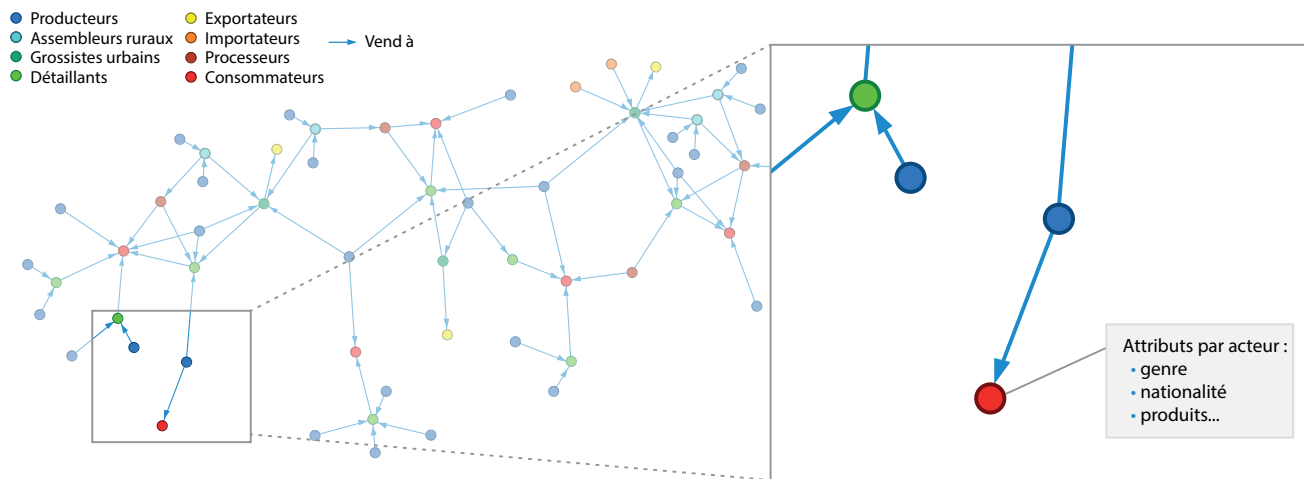 Producteurs
Assembleurs ruraux
Grossistes urbains
Détaillants
Exportateurs
Importateurs
Processeurs
Consommateurs
Vend à
Attributs par acteur :
• genre
• nationalité
• produits...